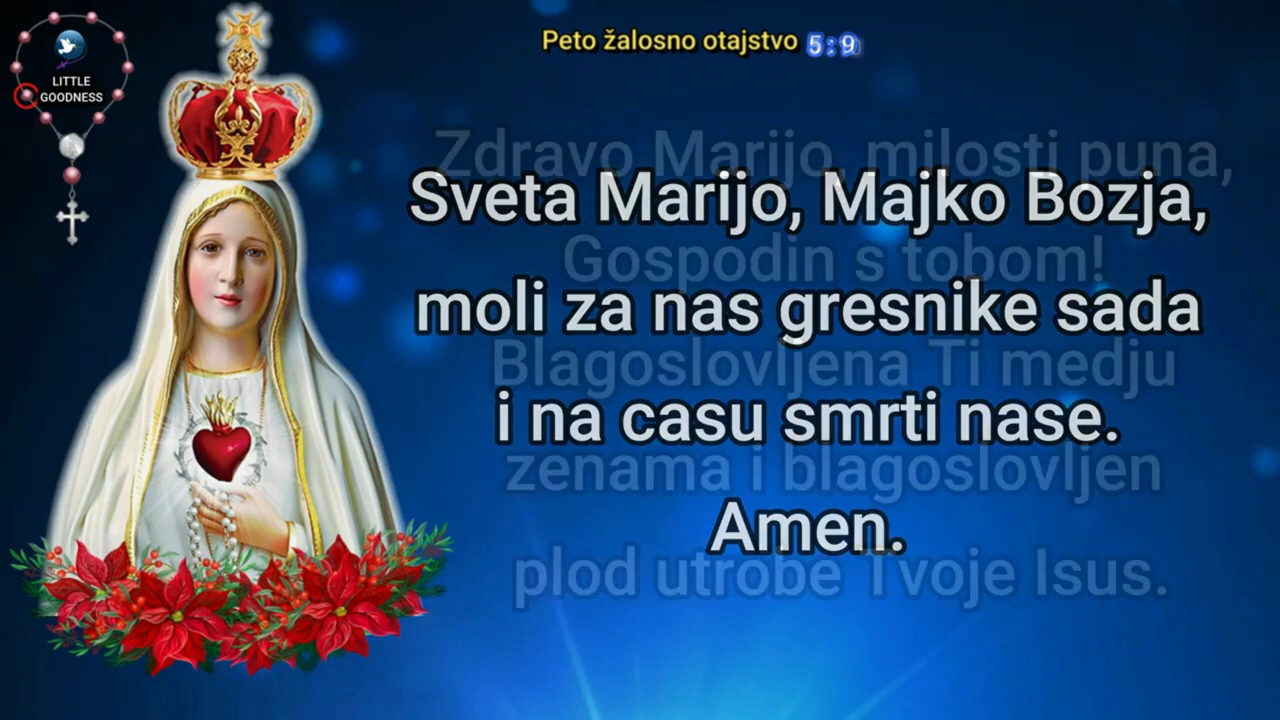 LITTLE
GOODNESS
Peto žalosno otajstvo 5:9
Zdravo Marijo, milosti puna,
Sveta Marijo, Majko Bozja,
Gospodin s tobom!
moli za nas gresnike sada
Blagoslovljena Ti medju
i na casu smrti nase.
zenama i blagoslovljen
Amen.
plod utrobe Tvoje Isus.